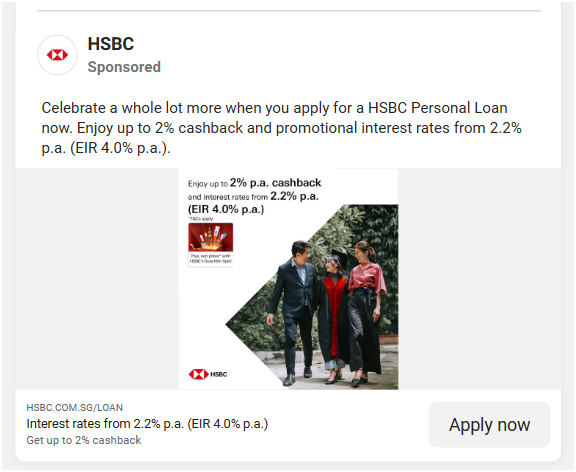 HSBC
Sponsored
Celebrate a whole lot more when you apply for a HSBC Personal Loan
now. Enjoy up to 2% cashback and promotional interest rates from 2.2%
p.a. (EIR 4.0% p.a.).
Enjoy up to 2% p.a. cashback
and interest rates from 2.2% p.a.
(EIR 4.0% p.a.)
*T&Cs apply
Plus, win prizes* with
HSBC's Sure-Win Spin!
HSBC
HSBC.COM.SG/LOAN
Interest rates from 2.2% p.a. (EIR 4.0% p.a.)
Get up to 2% cashback
Apply now